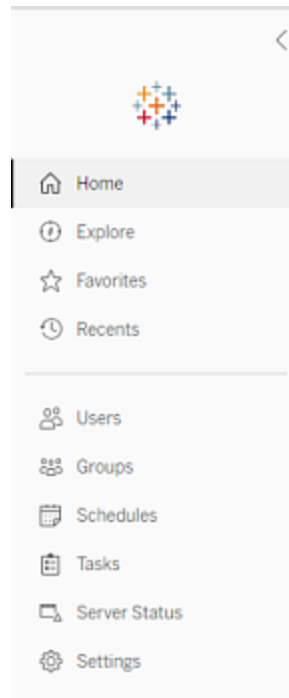 Home
Explore
Favorites
Recents
Users
Groups
Schedules
Tasks
Server Status
Settings